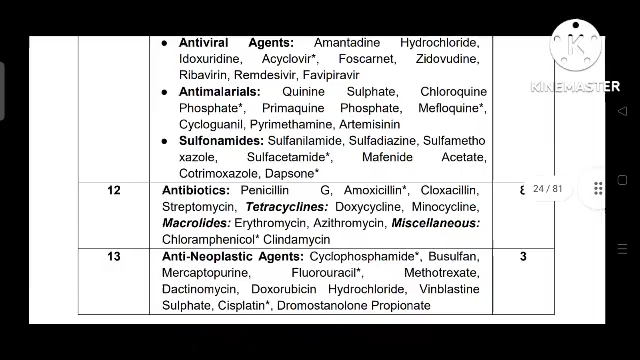 • Antiviral Agents: Amantadine Hydrochloride,
Idoxuridine, Acyclovir*, Foscarnet, Zidovudine,
Ribavirin, Remdesivir, Favipiravir
• Antimalarials: Quinine Sulphate, Chloroquine
Phosphate*, Primaquine Phosphate, Mefloquine*,
Cycloguanil, Pyrimethamine, Artemisinin
• Sulfonamides: Sulfanilamide, Sulfadiazine, Sulfametho
xazole, Sulfacetamide*, Mafenide Acetate,
Cotrimoxazole, Dapsone*
12 Antibiotics: Penicillin G, Amoxicillin*, Cloxacillin,
Streptomycin, Tetracyclines: Doxycycline, Minocycline,
Macrolides: Erythromycin, Azithromycin, Miscellaneous:
Chloramphenicol* Clindamycin
13 Anti-Neoplastic Agents: Cyclophosphamide*, Busulfan, 3
Mercaptopurine, Fluorouracil*, Methotrexate,
Dactinomycin, Doxorubicin Hydrochloride, Vinblastine
Sulphate, Cisplatin*, Dromostanolone Propionate
24 / 81
K
KINEMASTER